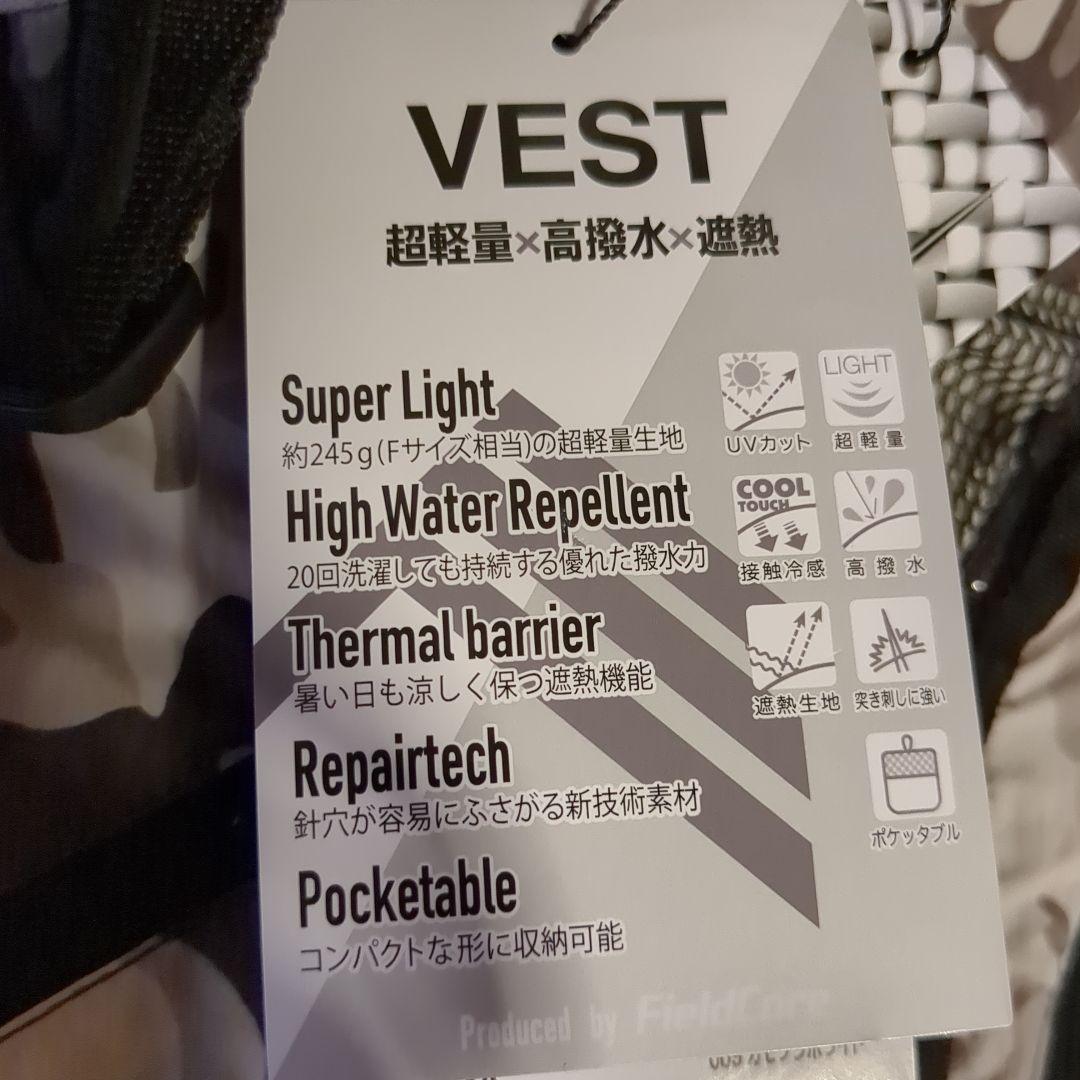 VEST
超軽量×高撥水×遮熱
Super Light
約245g(Fサイズ相当)の超軽量生地
High Water Repellent
20回洗濯しても持続する優れた撥水力
Thermal barrier
暑い日も涼しく保つ遮熱機能
Repairtech
針穴が容易にふさがる新技術素材
Pocketable
コンパクトな形に収納可能
UVカット
LIGHT
超軽量
COOL
TOUCH
接触冷感
高撥水
遮熱生地
突き刺しに強い
ポケッタブル
Produced by FieldCore